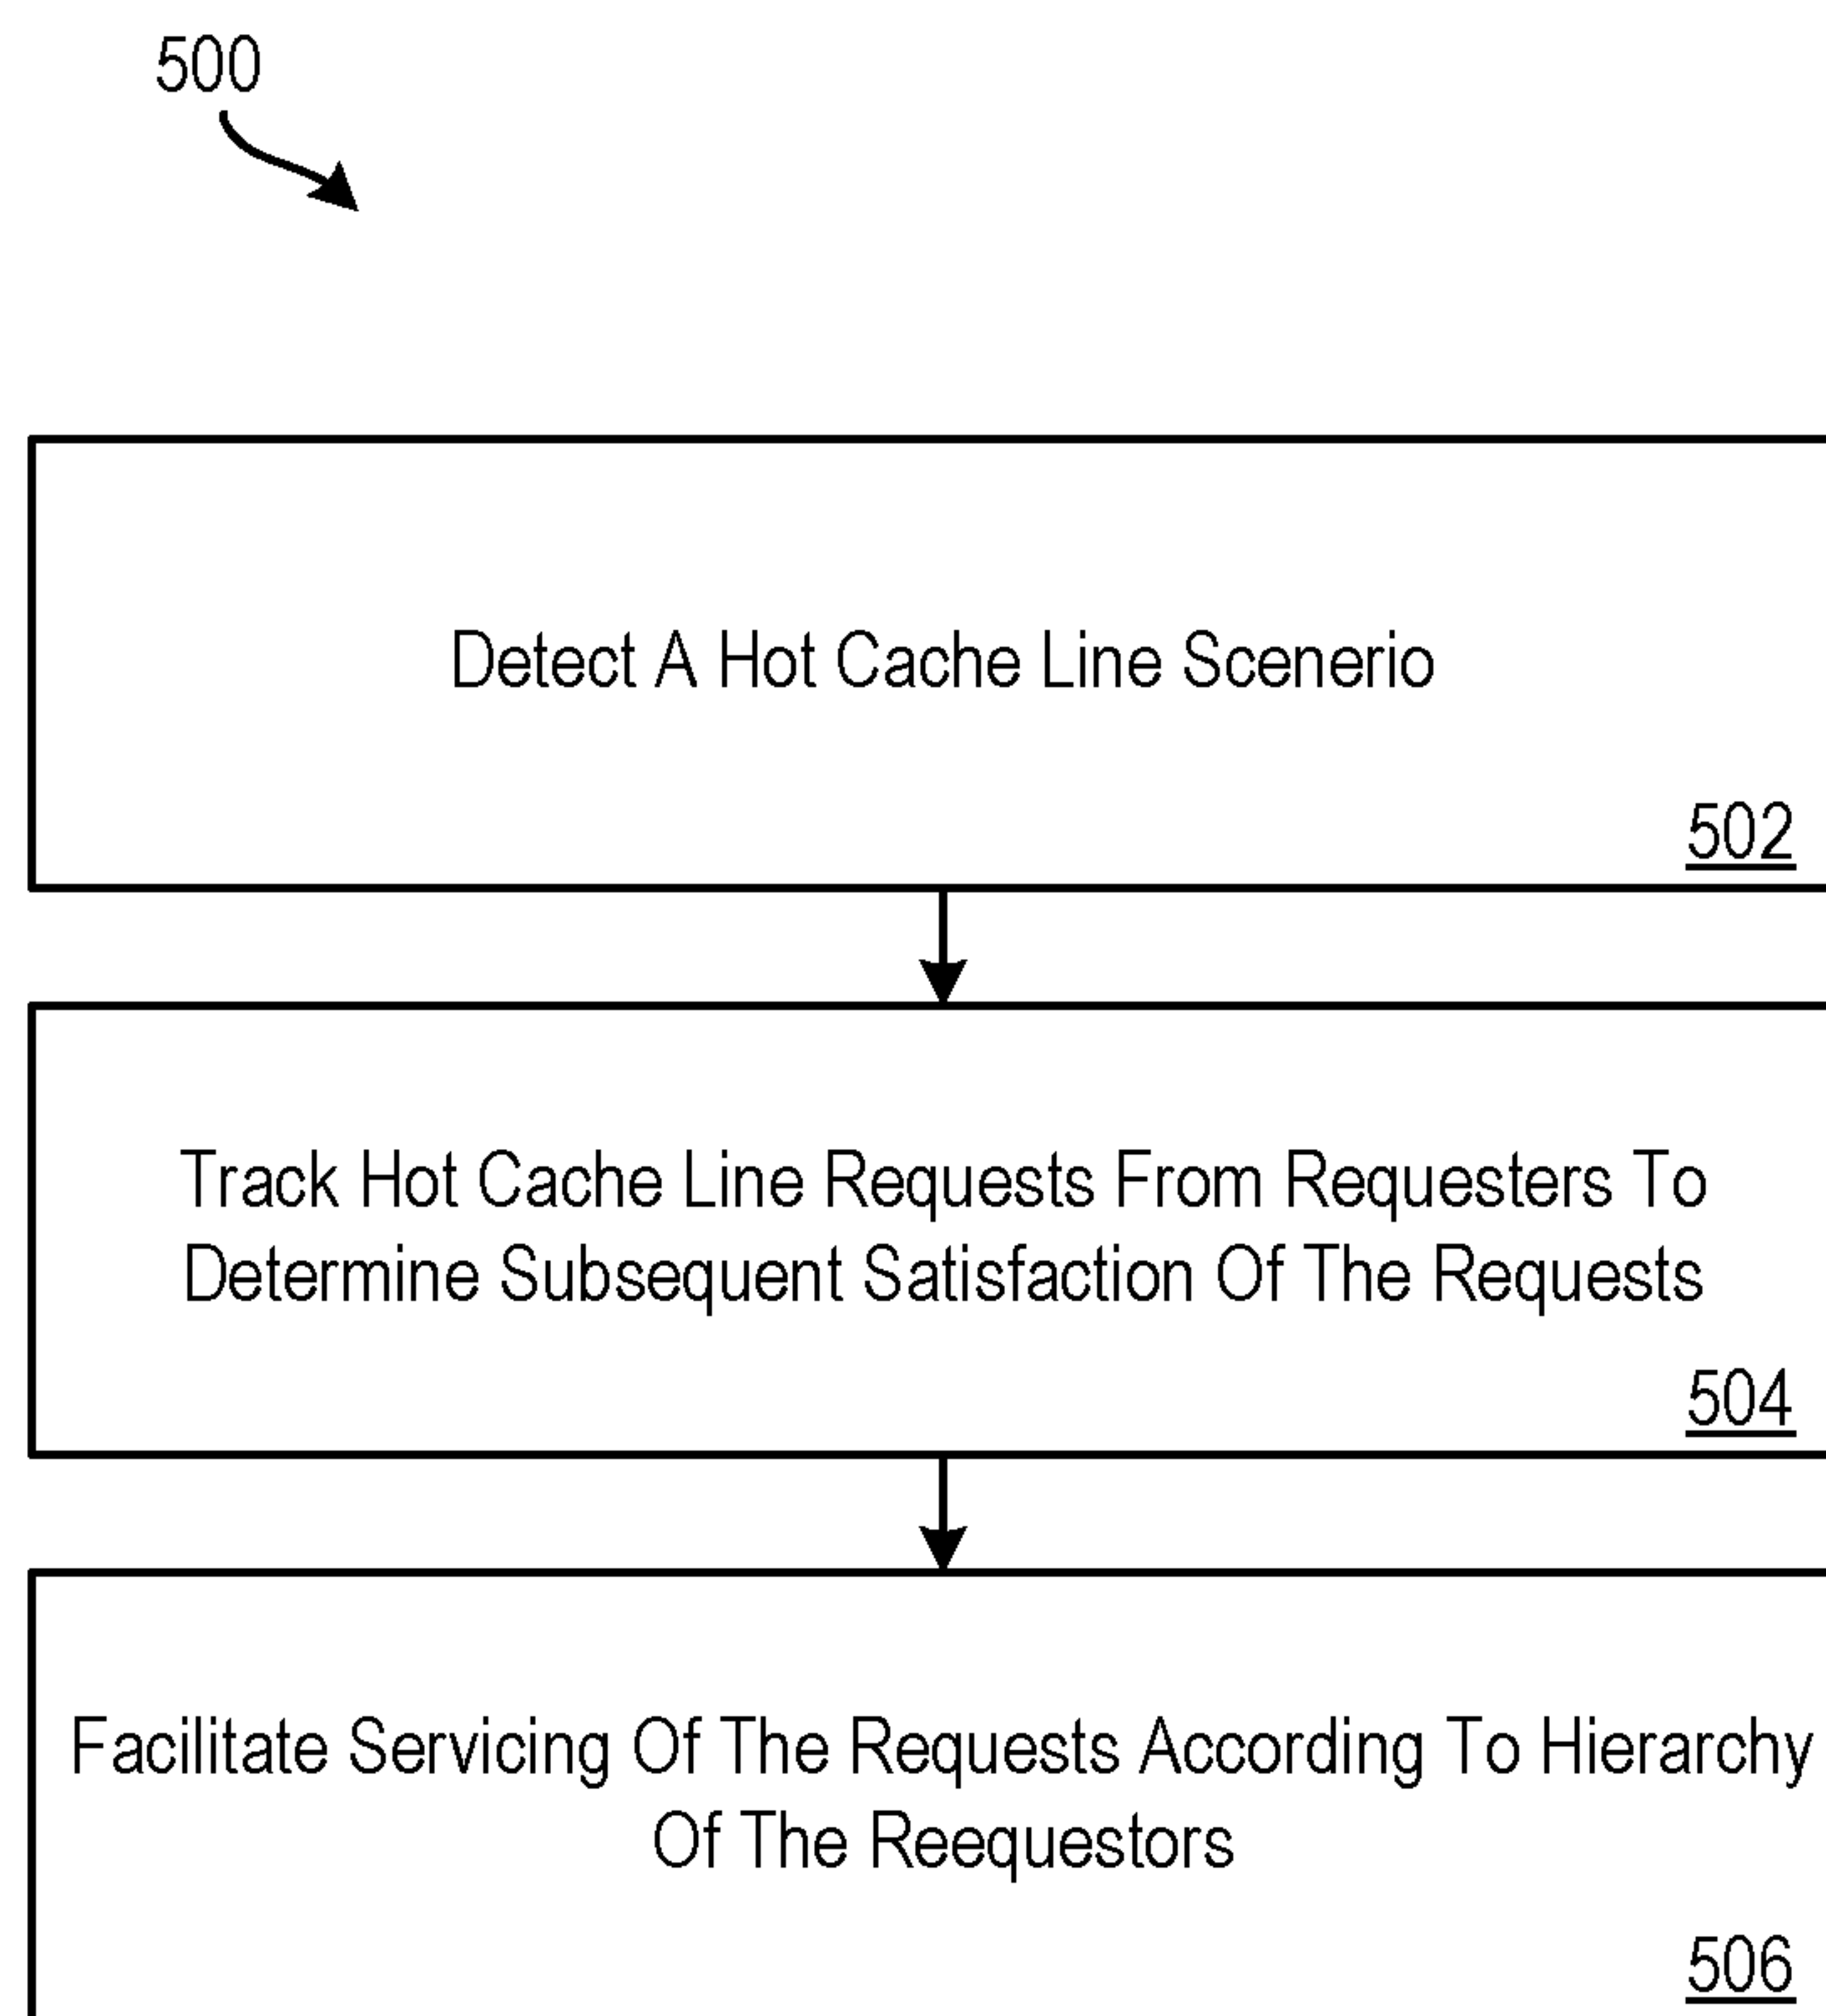 500
Detect A Hot Cache Line Scenerio
502
Track Hot Cache Line Requests From Requesters To
Determine Subsequent Satisfaction Of The Requests
504
Facilitate Servicing Of The Requests According To Hierarchy
Of The Reequestors
506